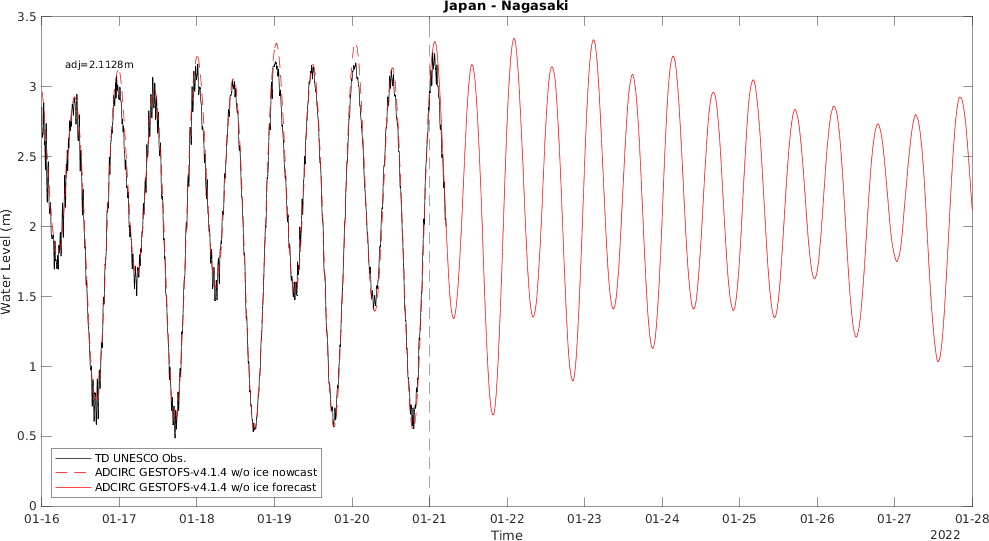 Japan - Nagasaki
3.5
3
2.5
2
1.5
1
0.5
0
Water Level (m)
adj=2.1128m
TD UNESCO Obs.
ADCIRC GESTOFS-v4.1.4 w/o ice nowcast
ADCIRC GESTOFS-v4.1.4 w/o ice forecast
01-16 01-17 01-18 01-19 01-20 01-21 01-22 01-23 01-24 01-25 01-26 01-27 01-28
Time
2022